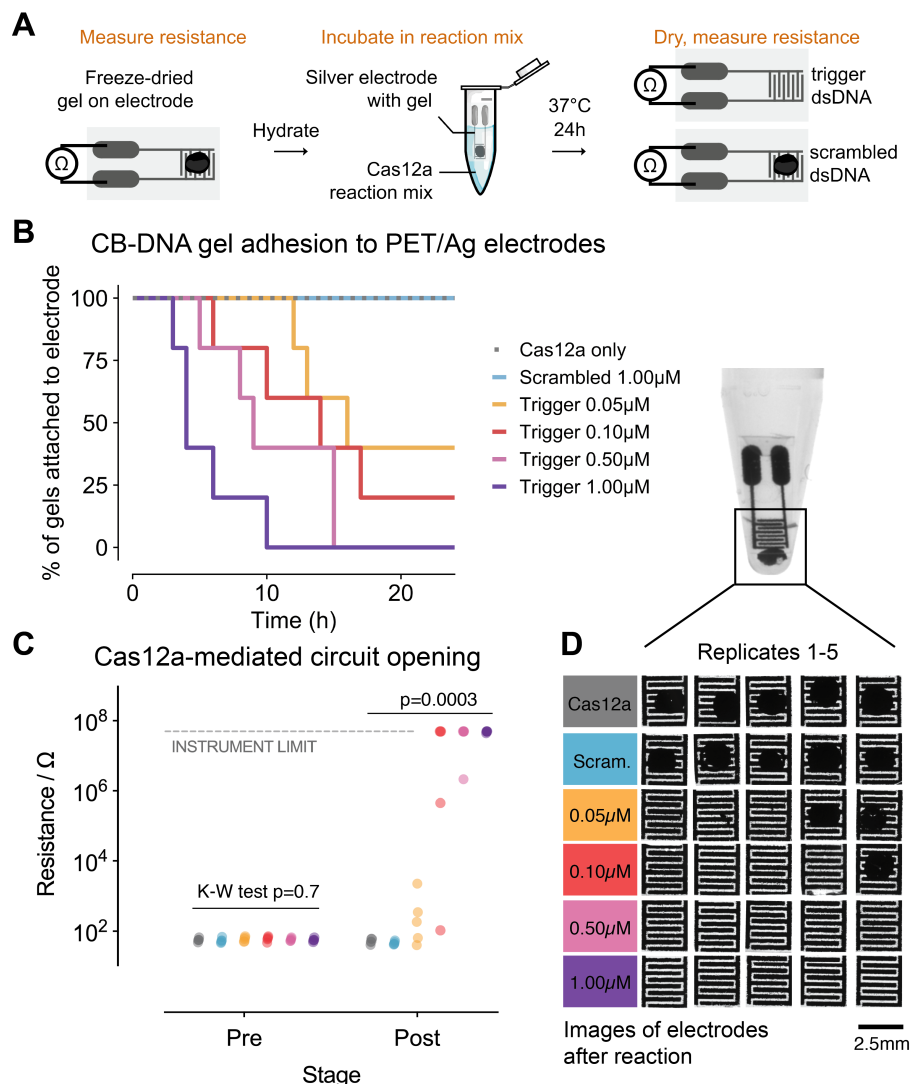 A
Measure resistance
Incubate in reaction mix
Dry, measure resistance
Freeze-dried
gel on electrode
Ω
Hydrate
Silver electrode
with gel
Cas12a
reaction mix
37°C
24h
Ω
trigger
dsDNA
Ω
scrambled
dsDNA
B
CB-DNA gel adhesion to PET/Ag electrodes
% of gels attached to electrode
100
75
50
25
0
0
10
20
Time (h)
Cas12a only
Scrambled 1.00µM
Trigger 0.05µM
Trigger 0.10µM
Trigger 0.50µM
Trigger 1.00µM
C
Cas12a-mediated circuit opening
Resistance / Ω
10⁸
10⁶
10⁴
10²
p=0.0003
INSTRUMENT LIMIT
K-W test p=0.7
Pre
Post
Stage
D
Replicates 1-5
Cas12a
Scram.
0.05µM
0.10µM
0.50µM
1.00µM
Images of electrodes
after reaction
2.5mm